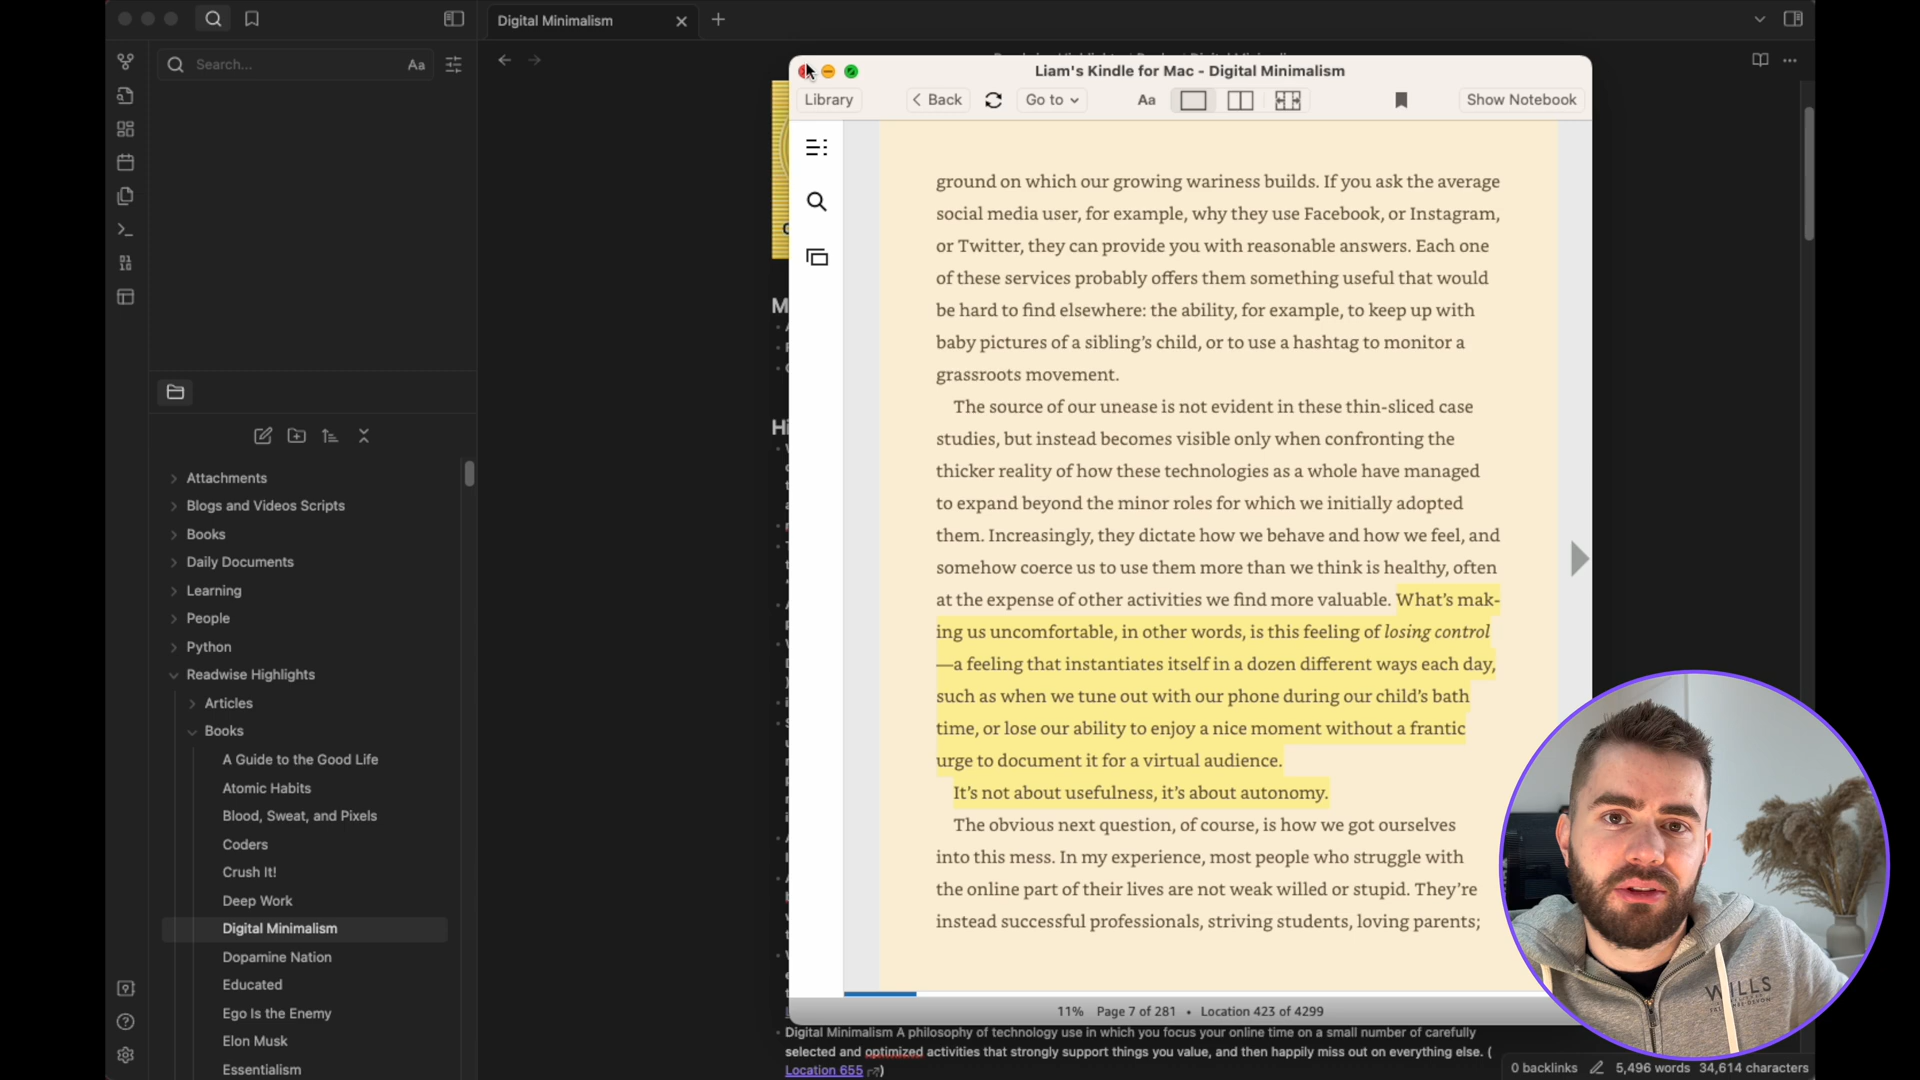 Digital Minimalism
Search...
Aa
Attachments
Blogs and Videos Scripts
Books
Daily Documents
Learning
People
Python
Readwise Highlights
Articles
Books
A Guide to the Good Life
Atomic Habits
Blood, Sweat, and Pixels
Coders
Crush It!
Deep Work
Digital Minimalism
Dopamine Nation
Educated
Ego Is the Enemy
Elon Musk
Essentialism
Liam's Kindle for Mac - Digital Minimalism
Library
Back
Go to
Aa
Show Notebook
ground on which our growing wariness builds. If you ask the average
social media user, for example, why they use Facebook, or Instagram,
or Twitter, they can provide you with reasonable answers. Each one
of these services probably offers them something useful that would
be hard to find elsewhere: the ability, for example, to keep up with
baby pictures of a sibling’s child, or to use a hashtag to monitor a
grassroots movement.
The source of our unease is not evident in these thin-sliced case
studies, but instead becomes visible only when confronting the
thicker reality of how these technologies as a whole have managed
to expand beyond the minor roles for which we initially adopted
them. Increasingly, they dictate how we behave and how we feel, and
somehow coerce us to use them more than we think is healthy, often
at the expense of other activities we find more valuable. What’s mak-
ing us uncomfortable, in other words, is this feeling of losing control
—a feeling that instantiates itself in a dozen different ways each day,
such as when we tune out with our phone during our child’s bath
time, or lose our ability to enjoy a nice moment without a frantic
urge to document it for a virtual audience.
It’s not about usefulness, it’s about autonomy.
The obvious next question, of course, is how we got ourselves
into this mess. In my experience, most people who struggle with
the online part of their lives are not weak willed or stupid. They’re
instead successful professionals, striving students, loving parents;
11% Page 7 of 281 • Location 423 of 4299
Digital Minimalism A philosophy of technology use in which you focus your online time on a small number of carefully
selected and optimized activities that strongly support things you value, and then happily miss out on everything else. (
Location 655 )
0 backlinks 5,496 words 34,614 characters
WILLS